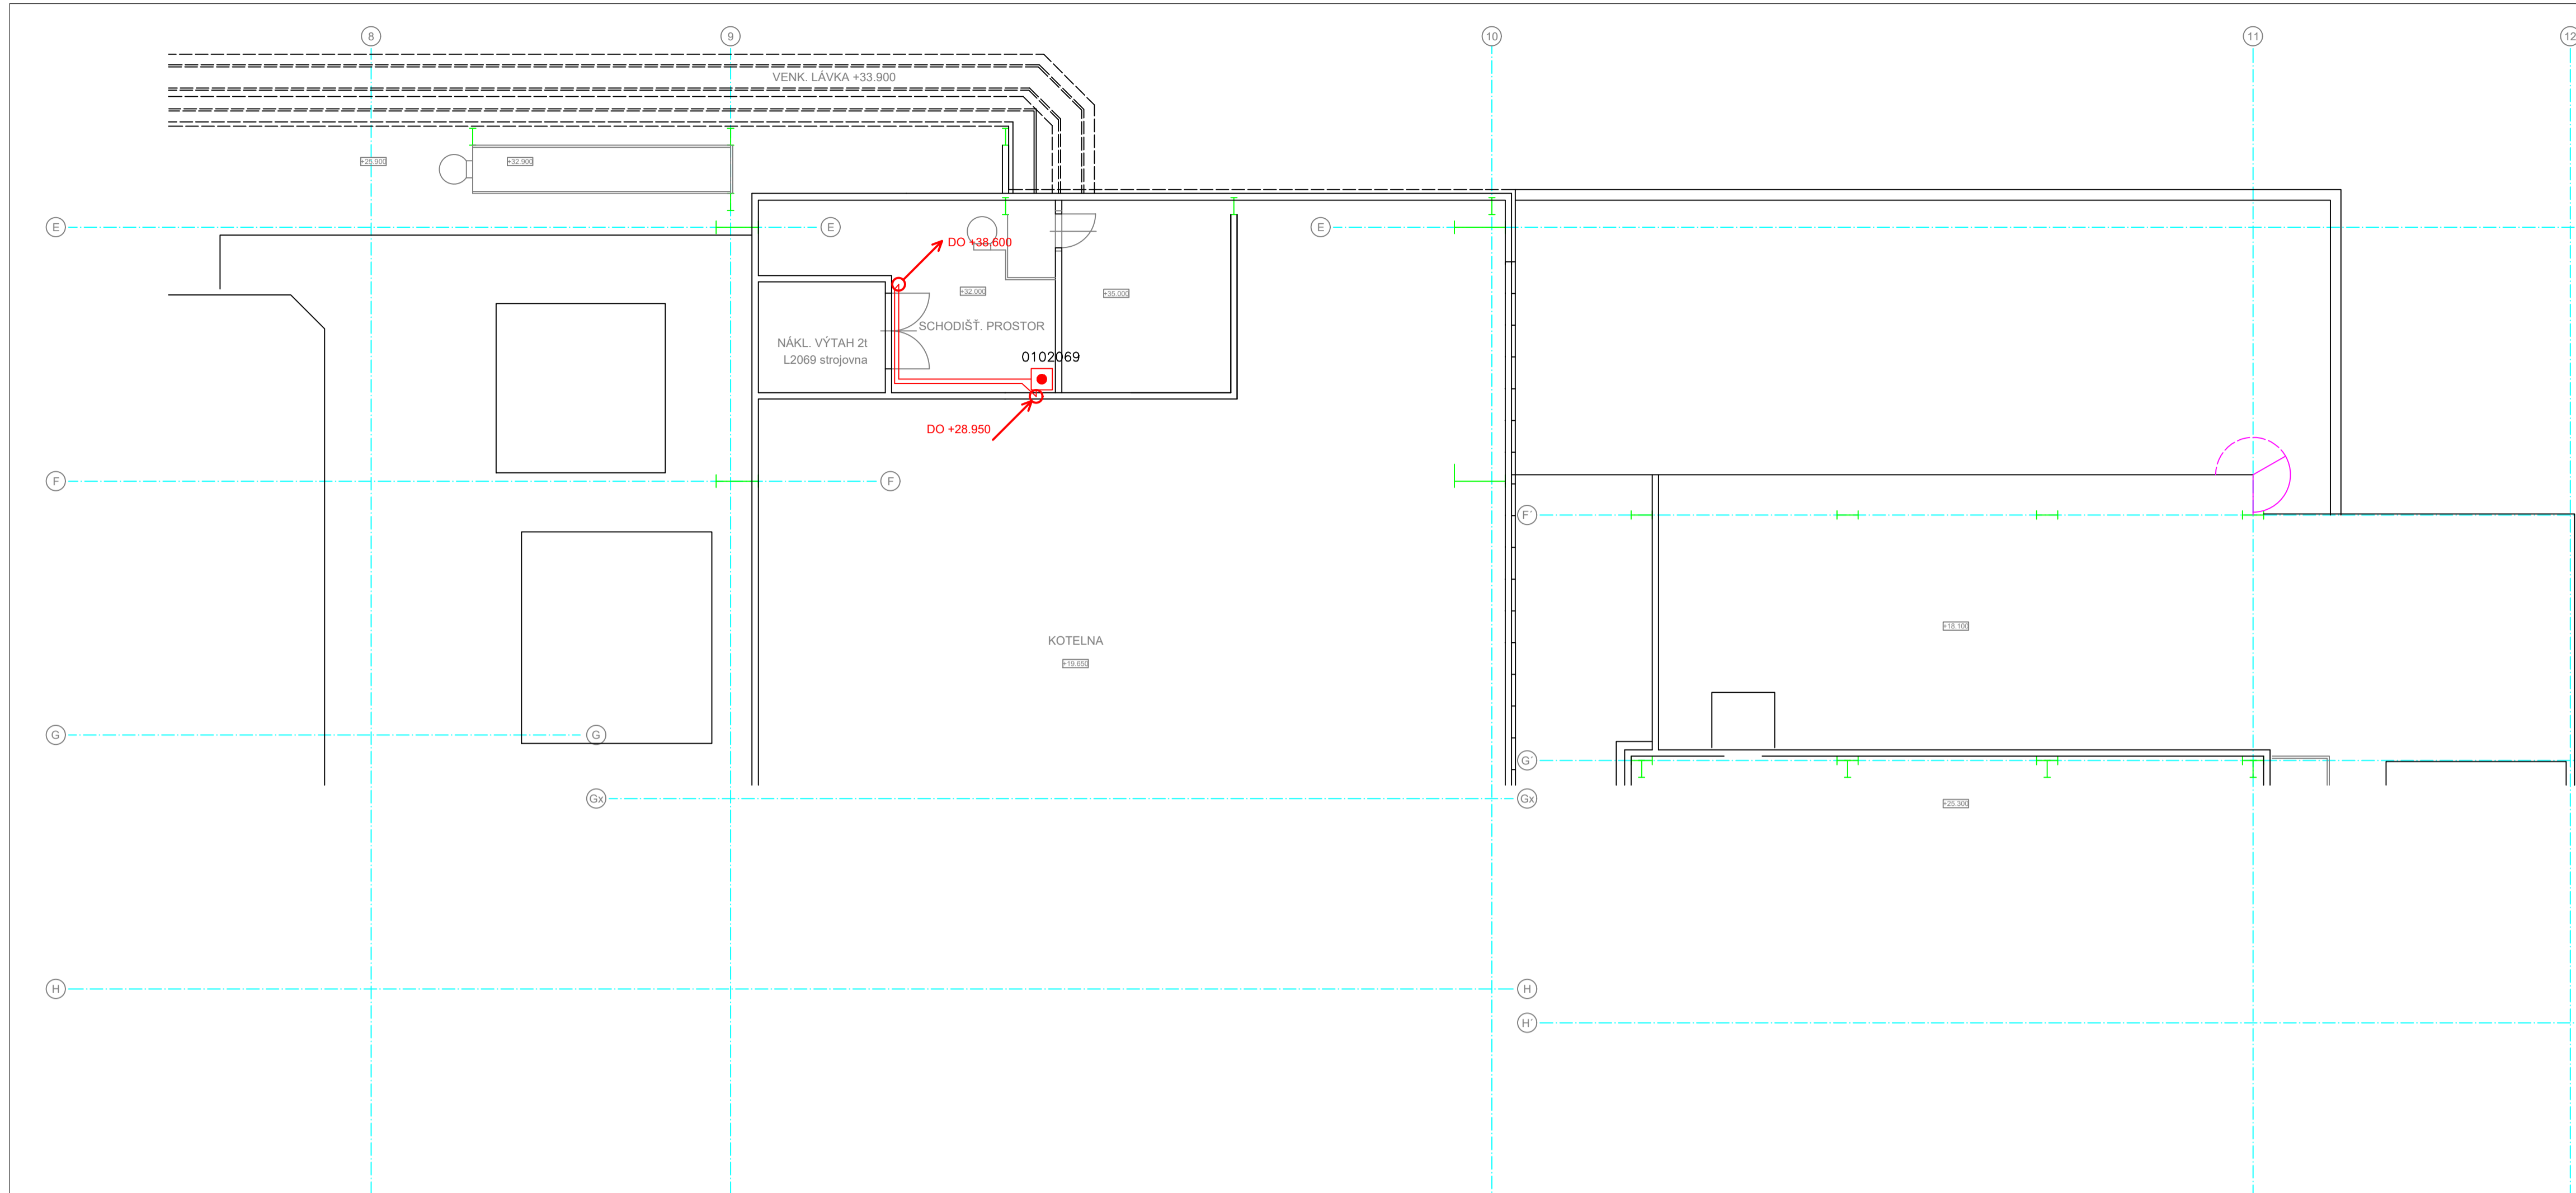 8
9
10
11
12
VENK. LÁVKA +33.900
+25.900
+32.900
E
E
E
DO +38.600
+32.000
+35.000
SCHODIŠŤ. PROSTOR
NÁKL. VÝTAH 2t
L2069 strojovna
0102069
DO +28.950
F
F
F´
+18.100
KOTELNA
+19.650
G
G
G´
Gx
Gx
+25.300
H
H
H´